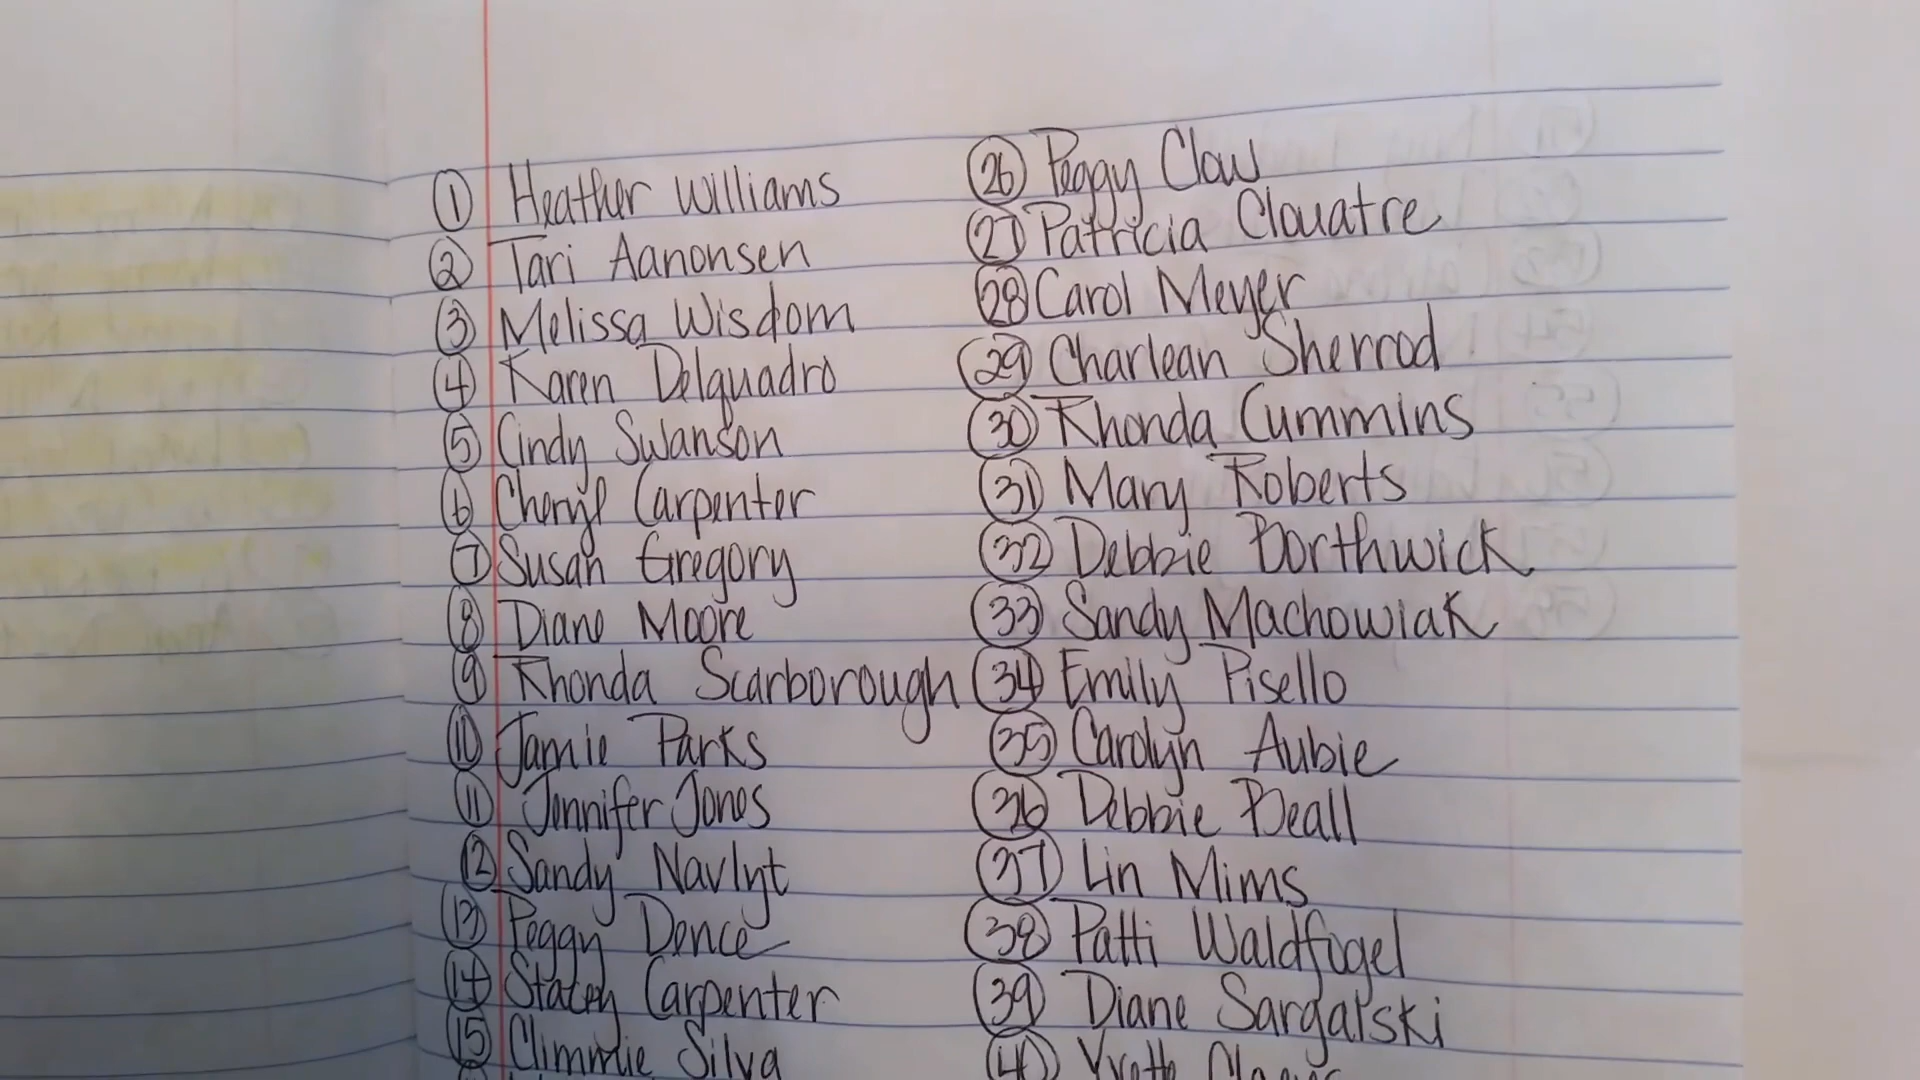 1 Heather Williams
2 Tari Aanonsen
3 Melissa Wisdom
4 Karen Delquadro
5 Cindy Swanson
6 Cheryl Carpenter
7 Susan Gregory
8 Diane Moore
9 Rhonda Scarborough
10 Jamie Parks
11 Jennifer Jones
12 Sandy Navlyt
13 Peggy Dence
14 Stacey Carpenter
15 Climmie Silva
26 Peggy Claw
27 Patricia Clouatre
28 Carol Meyer
29 Charlean Sherrod
30 Rhonda Cummins
31 Mary Roberts
32 Debbie Borthwick
33 Sandy Machowiak
34 Emily Pisello
35 Carolyn Aubie
36 Debbie Beall
37 Lin Mims
38 Patti Waldfogel
39 Diane Sargalski
40 Yvette